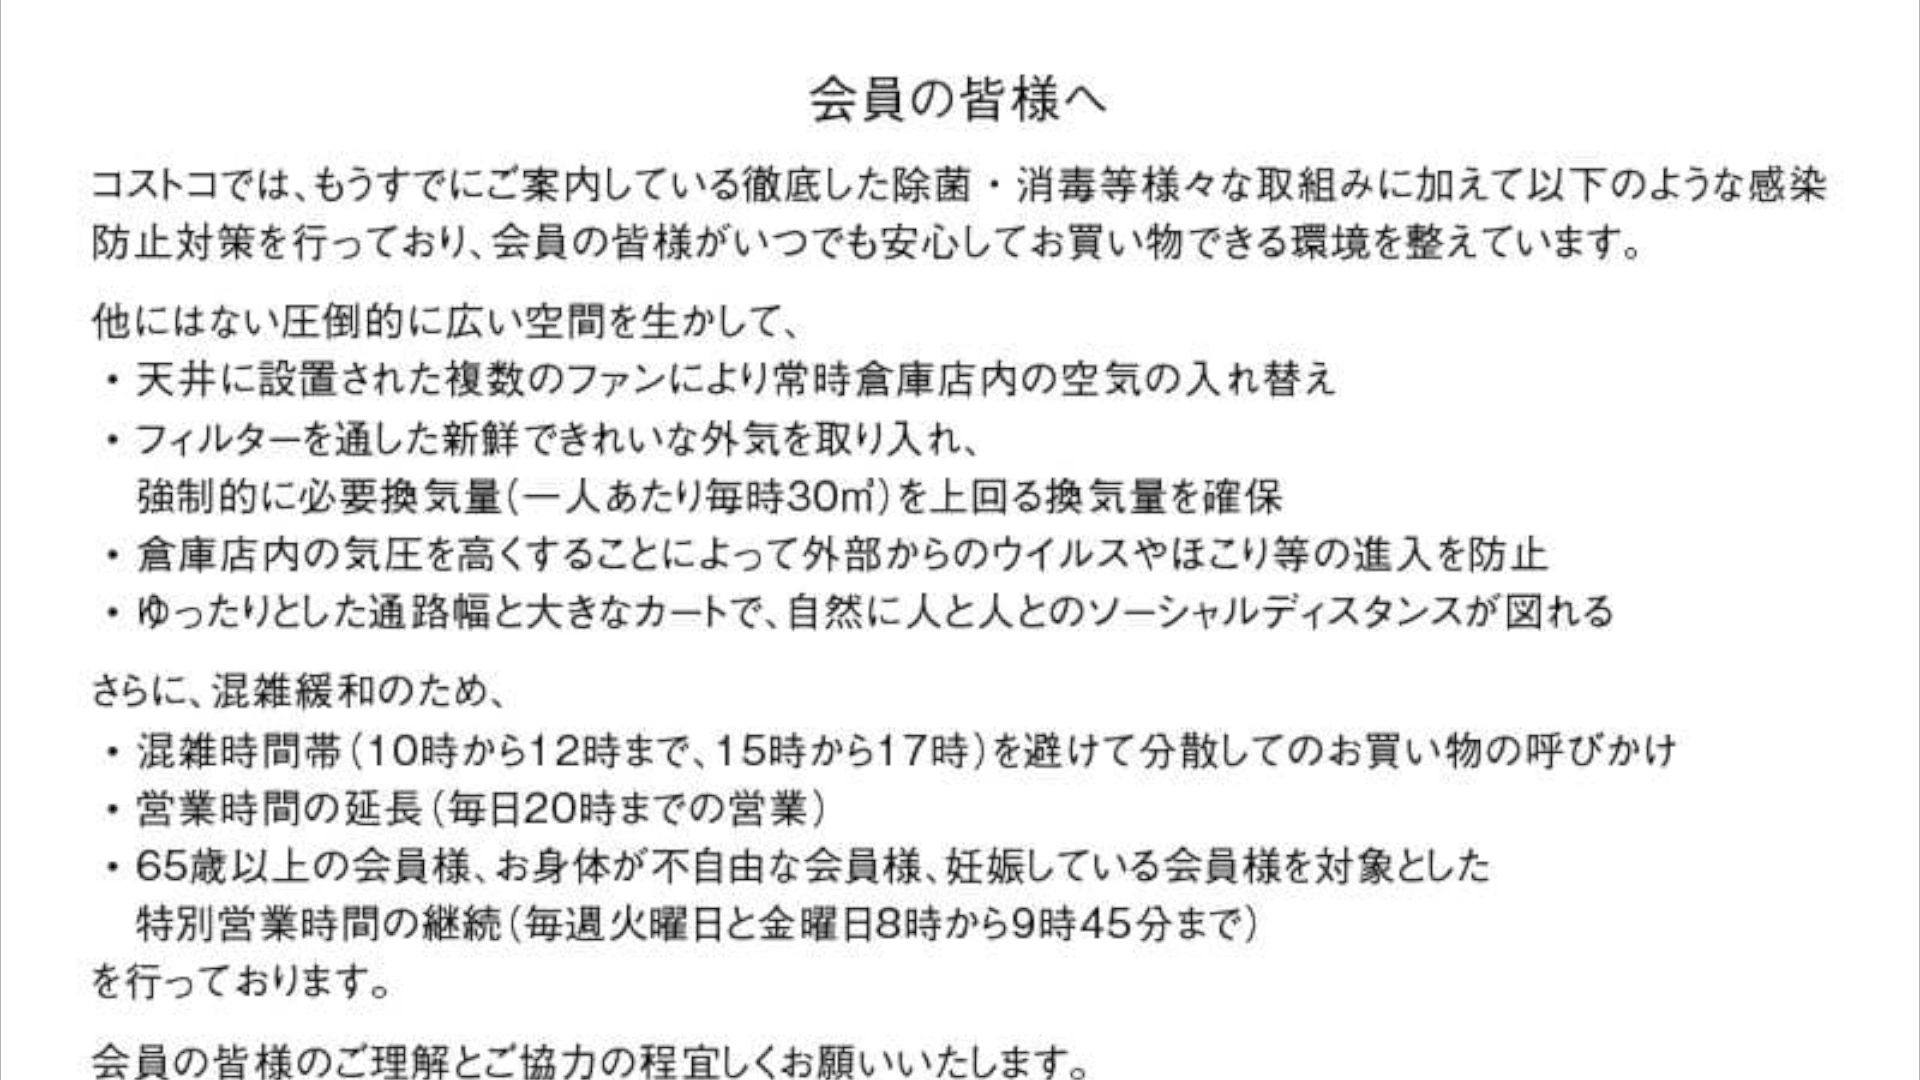 会員の皆様へ
コストコでは、もうすでにご案内している徹底した除菌・消毒等様々な取組みに加えて以下のような感染
防止対策を行っており、会員の皆様がいつでも安心してお買い物できる環境を整えています。
他にはない圧倒的に広い空間を生かして、
・天井に設置された複数のファンにより常時倉庫店内の空気の入れ替え
・フィルターを通した新鮮できれいな外気を取り入れ、
強制的に必要換気量(一人あたり毎時30㎥)を上回る換気量を確保
・倉庫店内の気圧を高くすることによって外部からのウイルスやほこり等の進入を防止
・ゆったりとした通路幅と大きなカートで、自然に人と人とのソーシャルディスタンスが図れる
さらに、混雑緩和のため、
・混雑時間帯(10時から12時まで、15時から17時)を避けて分散してのお買い物の呼びかけ
・営業時間の延長(毎日20時までの営業)
・65歳以上の会員様、お身体が不自由な会員様、妊娠している会員様を対象とした
特別営業時間の継続(毎週火曜日と金曜日8時から9時45分まで)
を行っております。
会員の皆様のご理解とご協力の程宜しくお願いいたします。